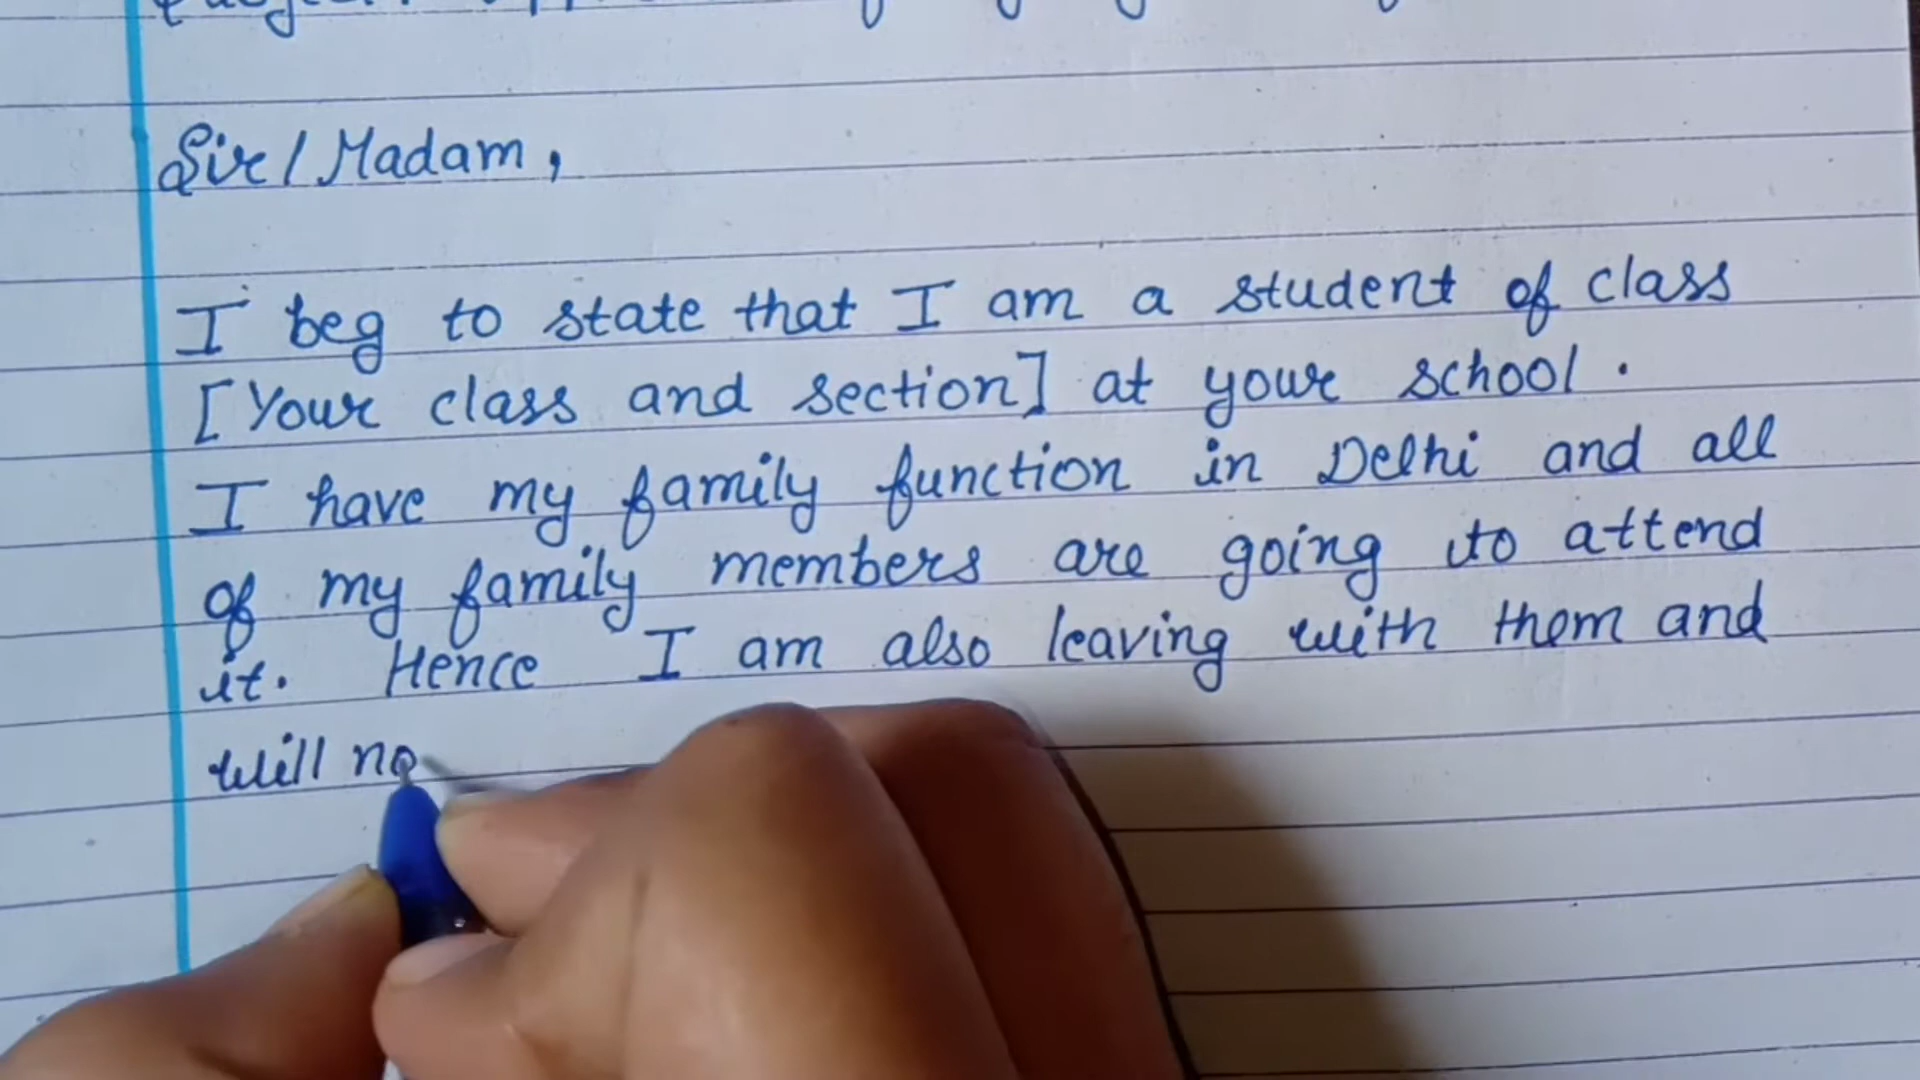 Sir/Madam,
I beg to state that I am a student of class
[Your class and section] at your school.
I have my family function in Delhi and all
of my family members are going to attend
it. Hence I am also leaving with them and
will no